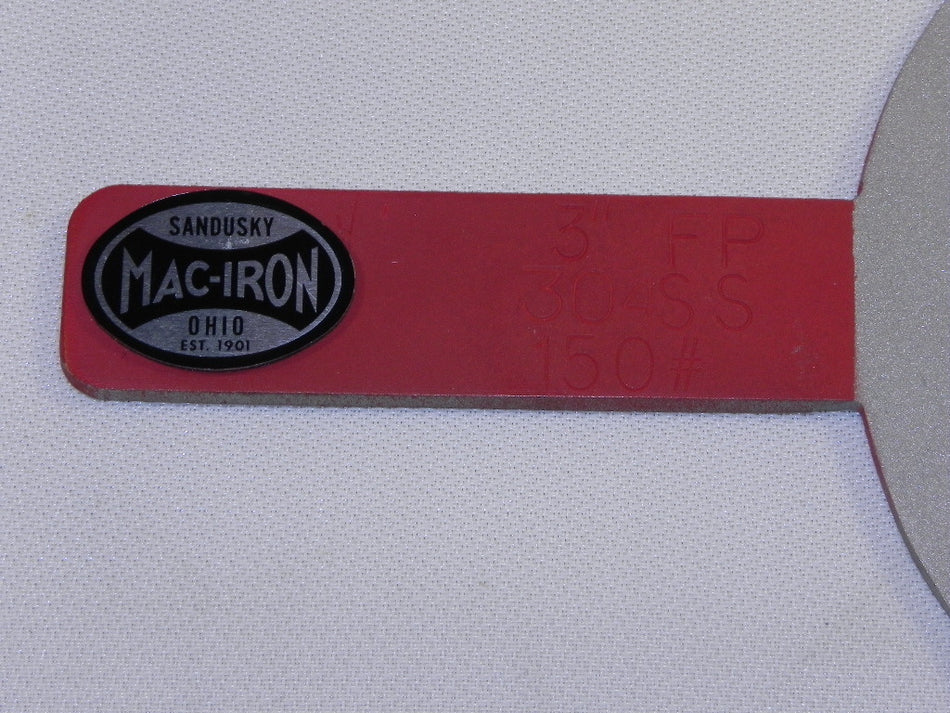 SANDUSKY
MAC-IRON
OHIO
EST. 1901
3" FP
304SS
150#